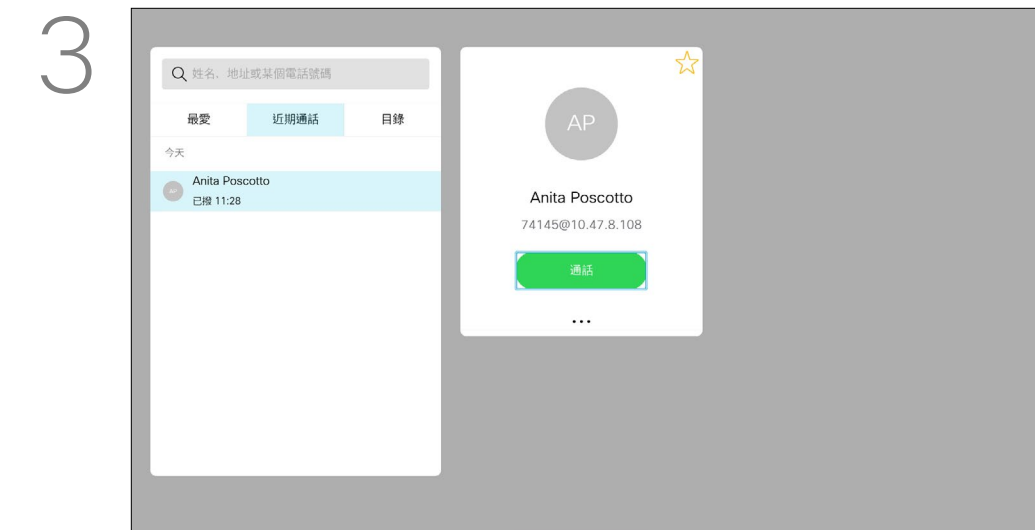 3
姓名、地址或某個電話號碼
最愛 近期通話 目錄
今天
AP Anita Poscotto
已撥 11:28
AP
Anita Poscotto
74145@10.47.8.108
通話
...